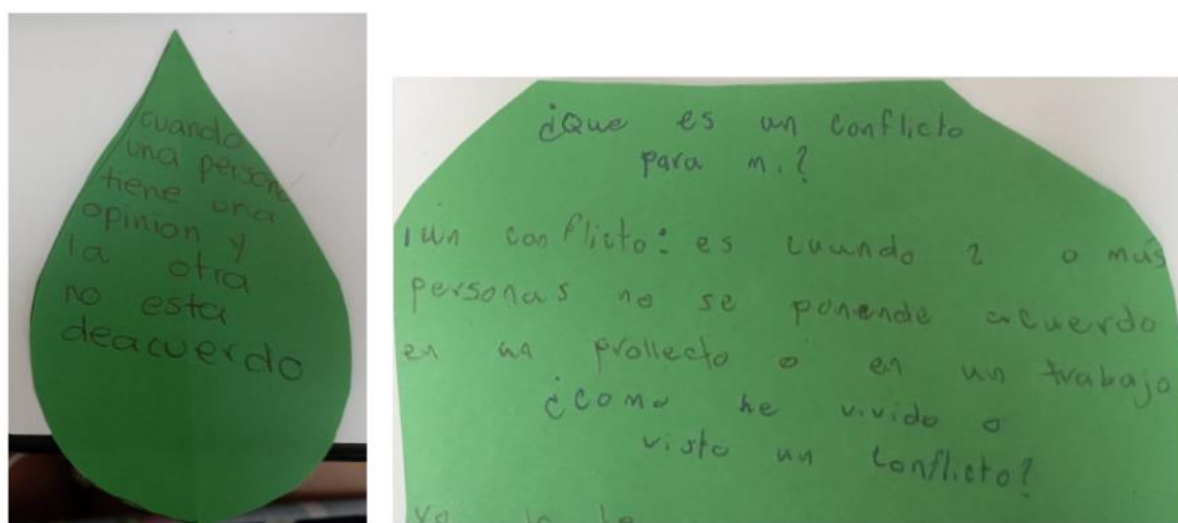 cuando
una persona
tiene una
opinion y
la otra
no esta
deacuerdo
¿Que es un conflicto
para mi?
un conflicto: es cuando 2 o más
personas no se ponende acuerdo
en un prollecto o en un trabajo
¿como he vivido o
visto un conflicto?